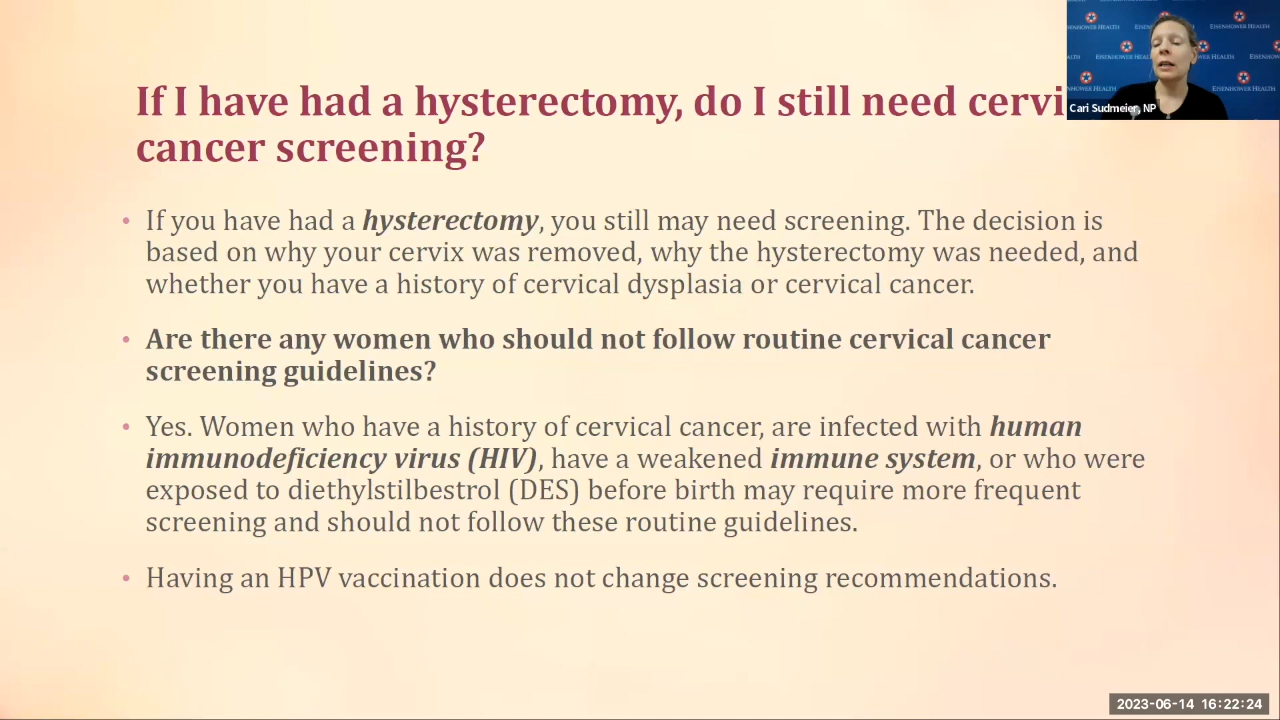 If I have had a hysterectomy, do I still need cervi
cancer screening?
• If you have had a hysterectomy, you still may need screening. The decision is
based on why your cervix was removed, why the hysterectomy was needed, and
whether you have a history of cervical dysplasia or cervical cancer.
• Are there any women who should not follow routine cervical cancer
screening guidelines?
• Yes. Women who have a history of cervical cancer, are infected with human
immunodeficiency virus (HIV), have a weakened immune system, or who were
exposed to diethylstilbestrol (DES) before birth may require more frequent
screening and should not follow these routine guidelines.
• Having an HPV vaccination does not change screening recommendations.
EISENHOWER HEALTH
Cari Sudmeier, NP
2023-06-14 16:22:24